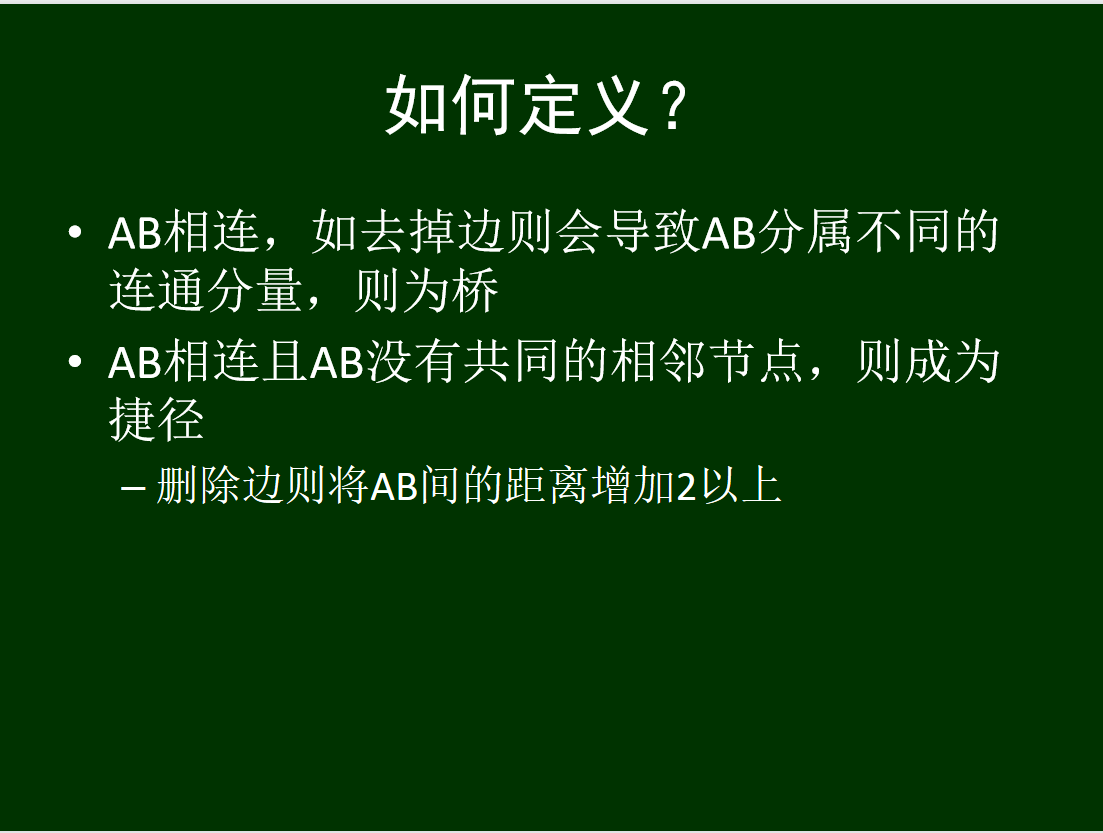 如何定义？
• AB相连，如去掉边则会导致AB分属不同的
连通分量，则为桥
• AB相连且AB没有共同的相邻节点，则成为
捷径
– 删除边则将AB间的距离增加2以上